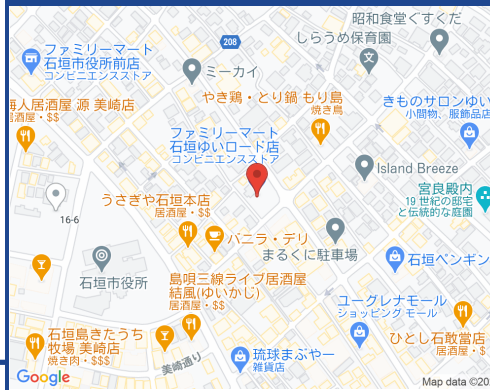 昭和食堂ぐすくだ
しらうめ保育園
208
ファミリーマート
石垣市役所前店
コンビニエンスストア
ミーカイ
やき鶏・とり鍋 もり島
焼き鳥
きものサロンゆい
小間物、服飾品店
海人居酒屋 源 美崎店
居酒屋・$$
ファミリーマート
石垣ゆいロード店
コンビニエンスストア
Island Breeze
宮良殿内
19 世紀の邸宅
と伝統的な庭園
うさぎや石垣本店
居酒屋・$$
16-6
バニラ・デリ
まるくに駐車場
石垣ペンギン
石垣市役所
島唄三線ライブ居酒屋
結風(ゆいかじ)
居酒屋・$$
ユーグレナモール
ショッピング モール
石垣島きたうち
牧場 美崎店
焼き肉・$$$
美崎通り
ひとし石敢當店
居酒屋・$
琉球まぶやー
雑貨店
Google
Map data ©20